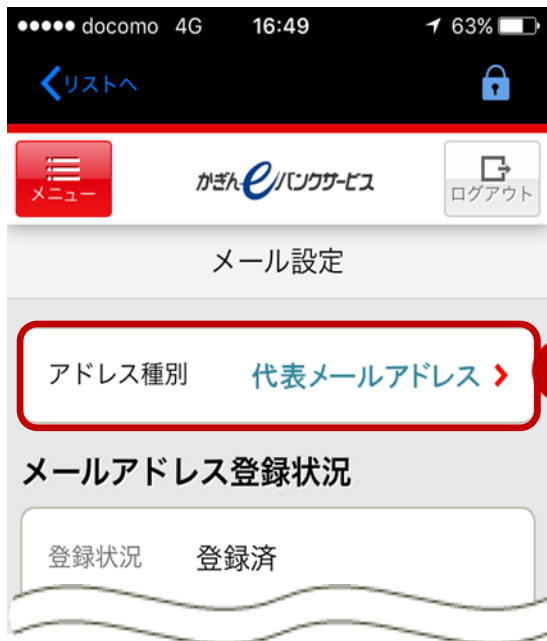 docomo 4G 16:49 63%
リストへ
メニュー かぎんeバンクサービス ログアウト
メール設定
アドレス種別 代表メールアドレス
メールアドレス登録状況
登録状況 登録済